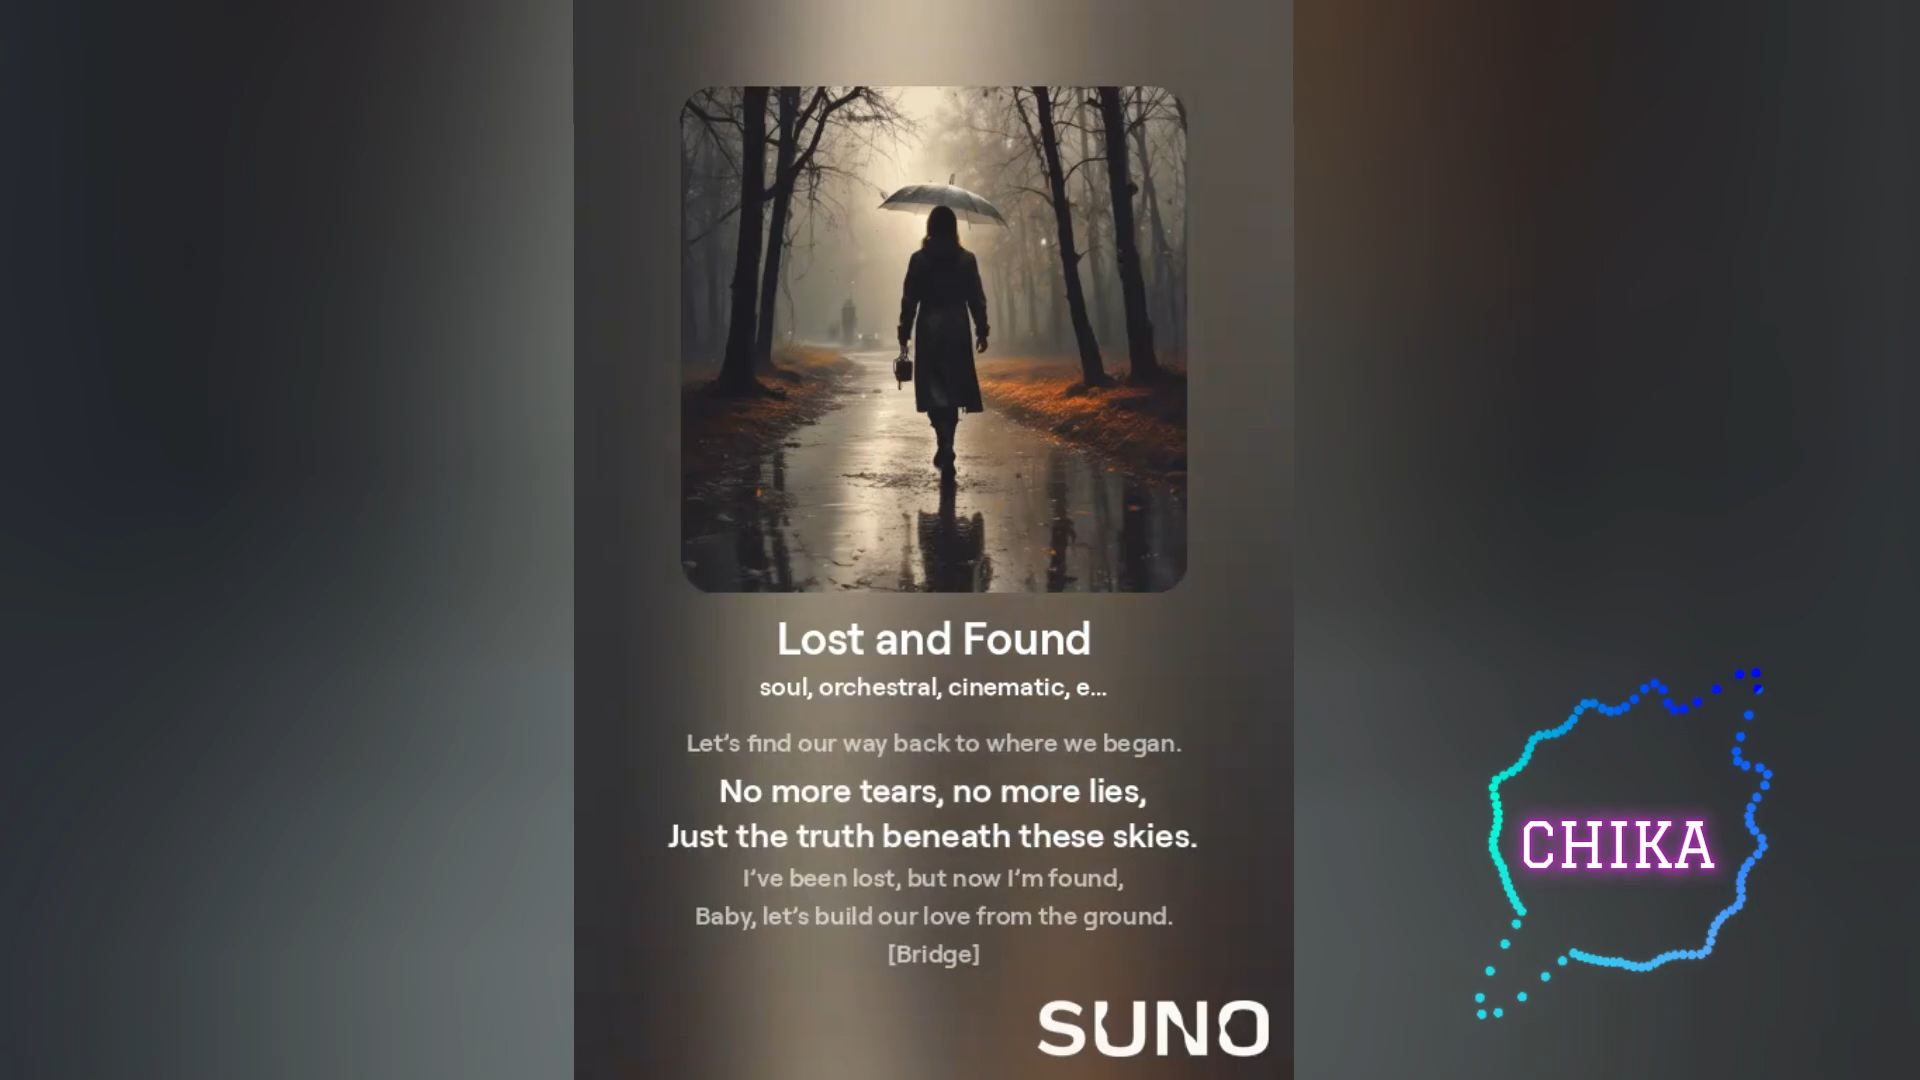 Lost and Found
soul, orchestral, cinematic, e...
Let’s find our way back to where we began.
No more tears, no more lies,
Just the truth beneath these skies.
I’ve been lost, but now I’m found,
Baby, let’s build our love from the ground.
[Bridge]
SUNO
CHIKA